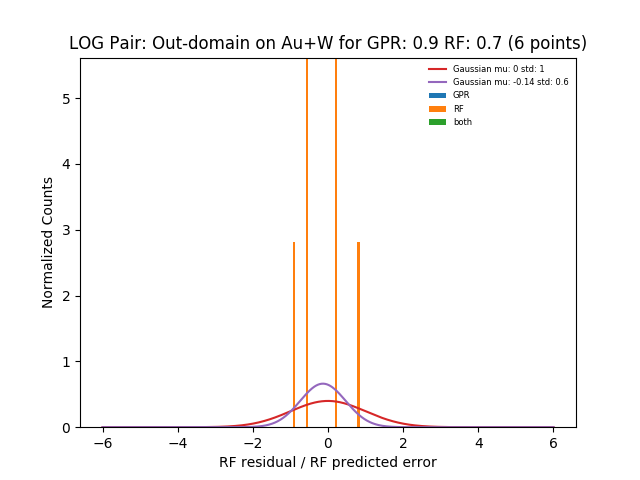 LOG Pair: Out-domain on Au+W for GPR: 0.9 RF: 0.7 (6 points)
Gaussian mu: 0 std: 1
Gaussian mu: -0.14 std: 0.6
GPR
RF
both
Normalized Counts
5
4
3
2
1
0
−6 −4 −2 0 2 4 6
RF residual / RF predicted error